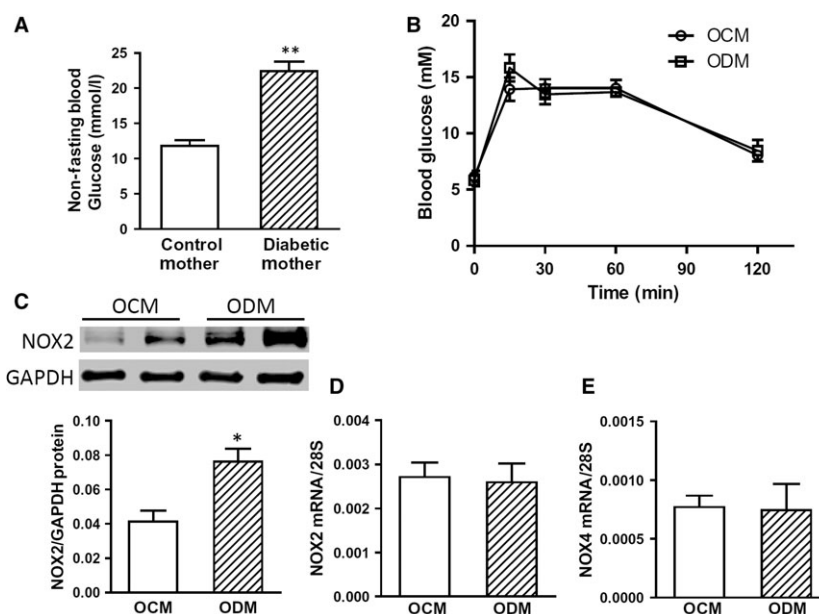 A
Non-fasting blood
Glucose (mmol/l)
25
20
15
10
5
0
**
Control
mother
Diabetic
mother
B
Blood glucose (mM)
20
15
10
5
0
OCM
ODM
0
30
60
90
120
Time (min)
C
OCM
ODM
NOX2
GAPDH
NOX2/GAPDH protein
0.10
0.08
0.06
0.04
0.02
0.00
*
OCM
ODM
D
NOX2 mRNA/28S
0.004
0.003
0.002
0.001
0.000
OCM
ODM
E
NOX4 mRNA/28S
0.0015
0.0010
0.0005
0.0000
OCM
ODM